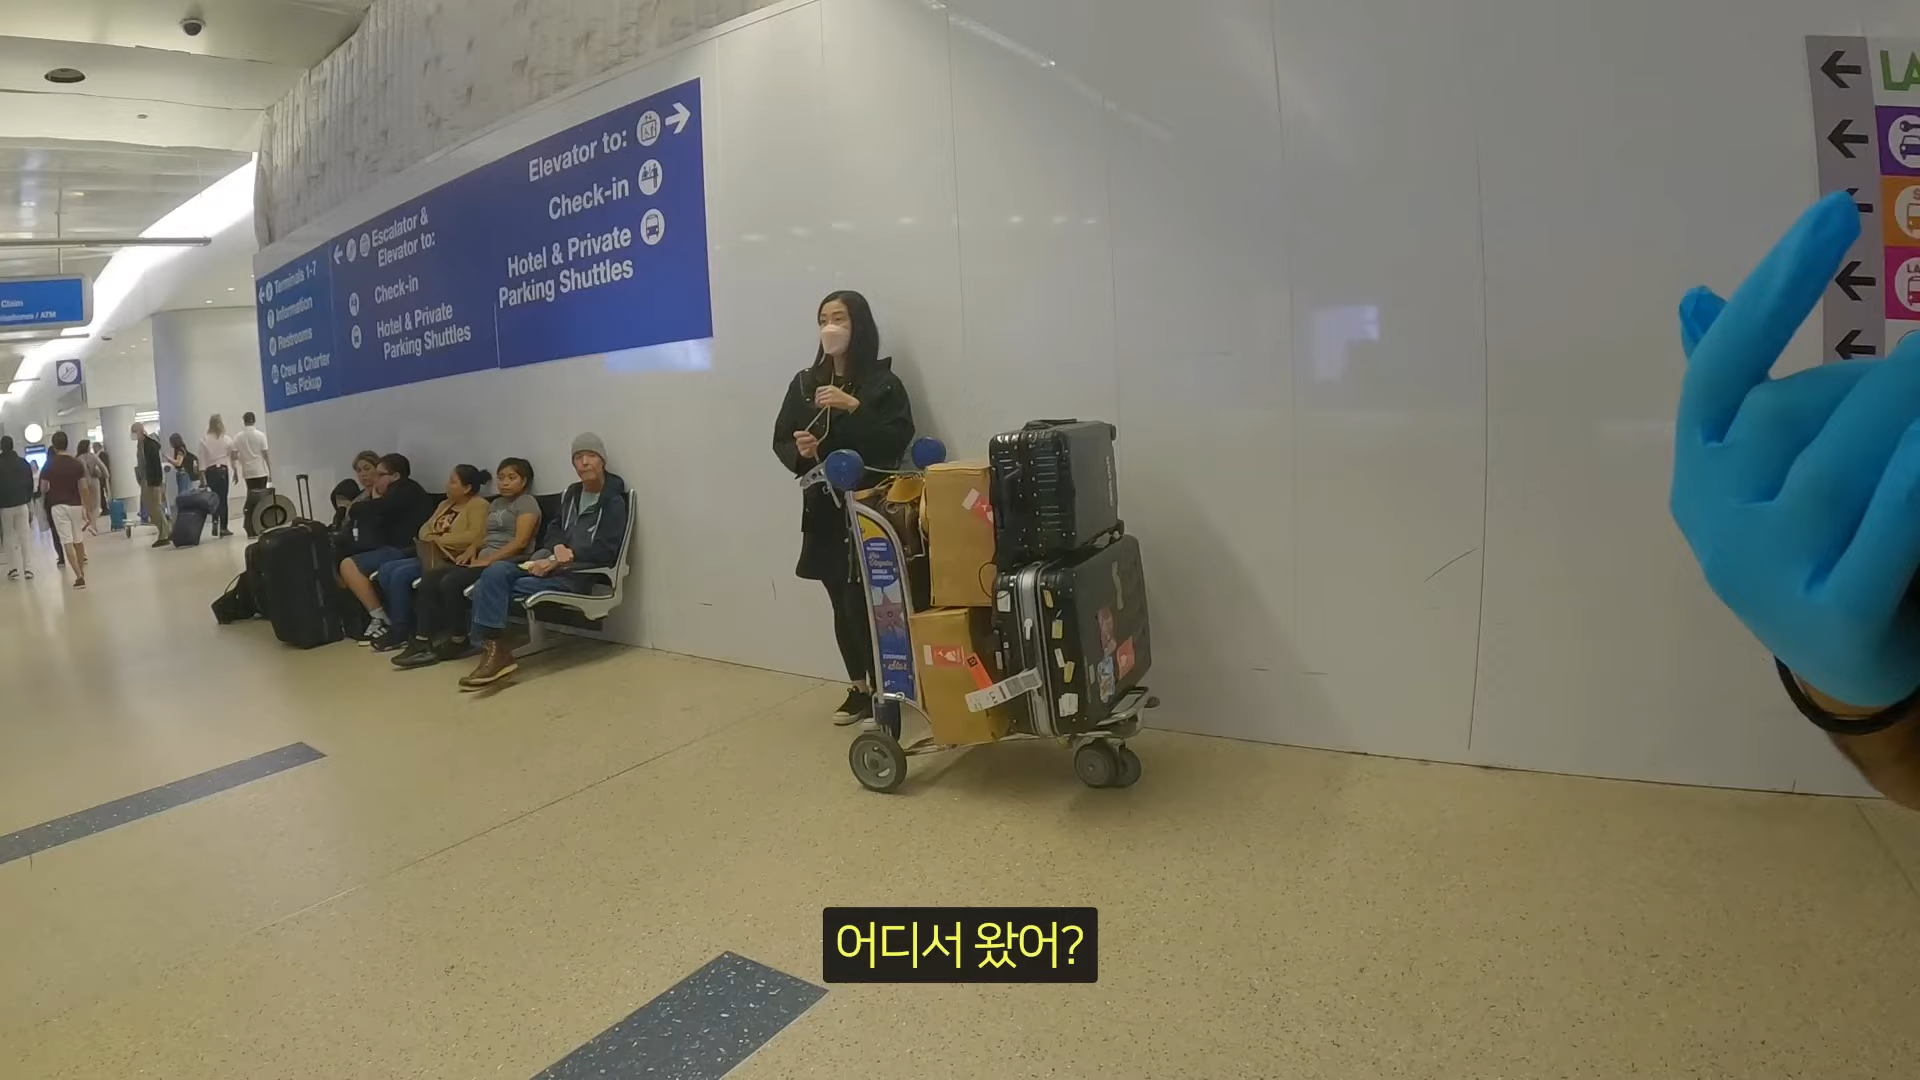 Claim
Terminals 1-7
Information
Restrooms
Crew & Charter
Bus Pickup
Escalator &
Elevator to:
Check-in
Hotel & Private
Parking Shuttles
Elevator to:
Check-in
Hotel & Private
Parking Shuttles
LA
어디서 왔어?